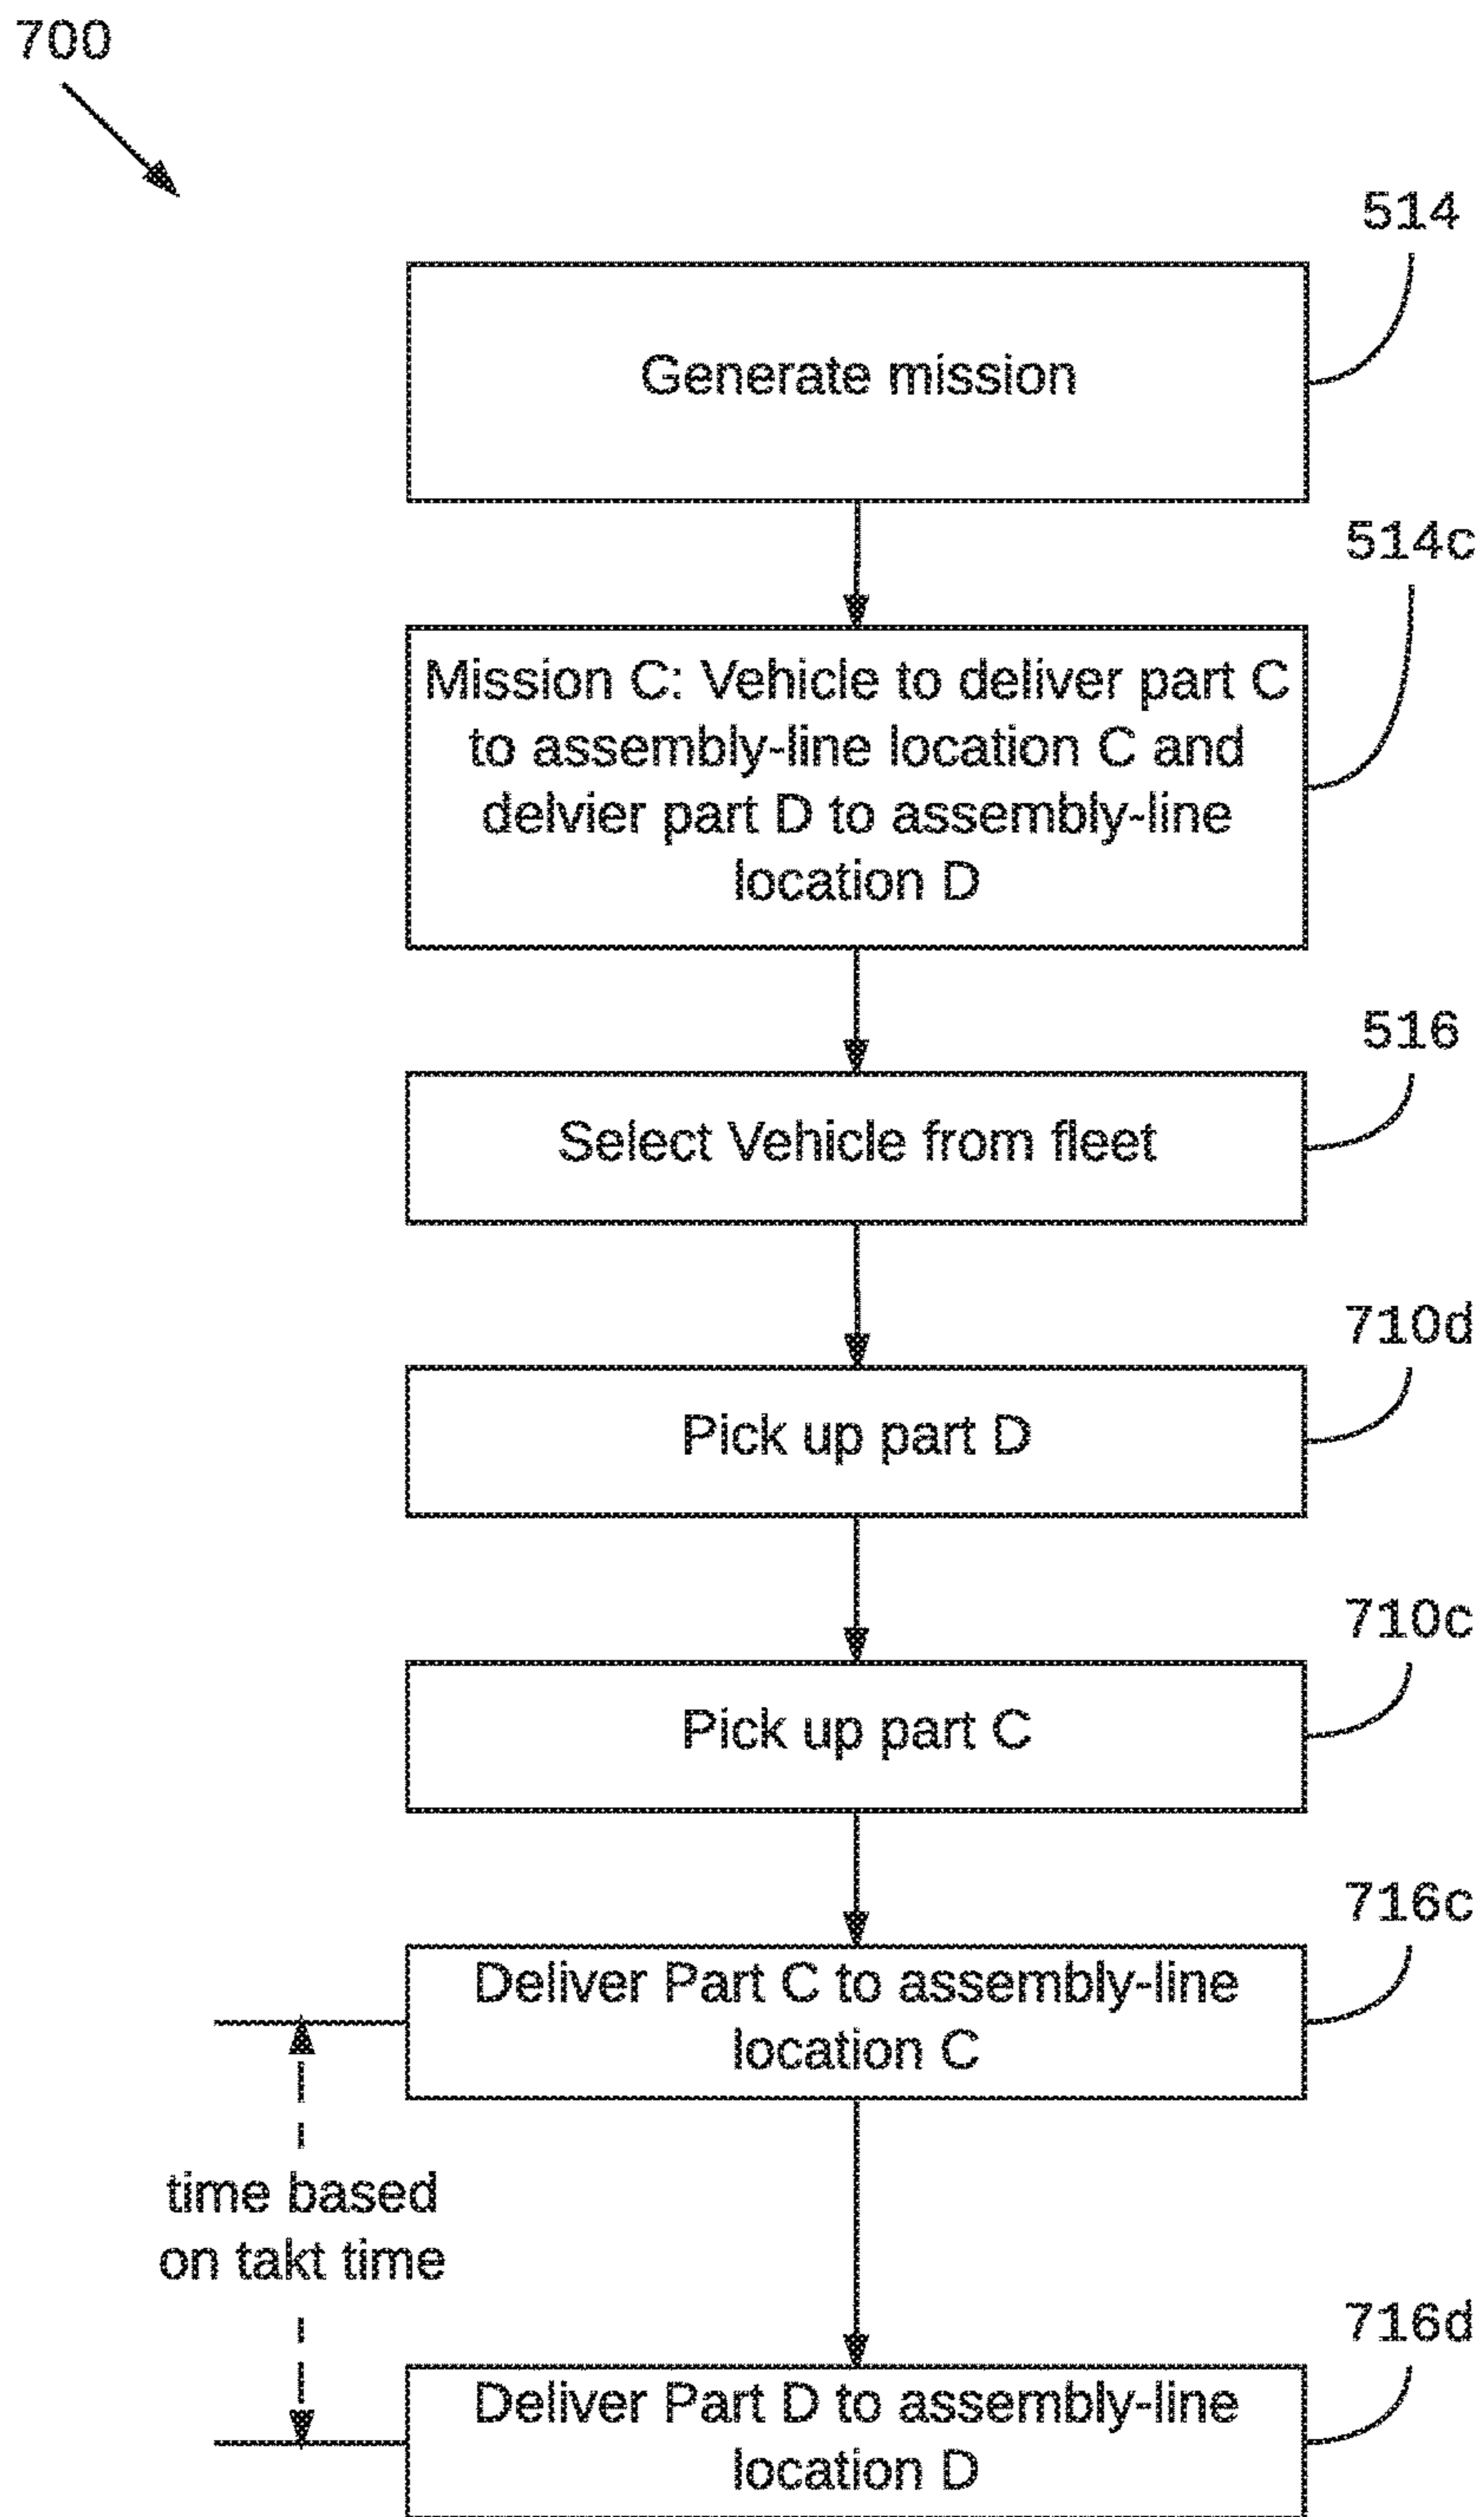 700
514
Generate mission
514c
Mission C: Vehicle to deliver part C
to assembly-line location C and
delvier part D to assembly-line
location D
516
Select Vehicle from fleet
710d
Pick up part D
710c
Pick up part C
716c
Deliver Part C to assembly-line
location C
time based
on takt time
716d
Deliver Part D to assembly-line
location D